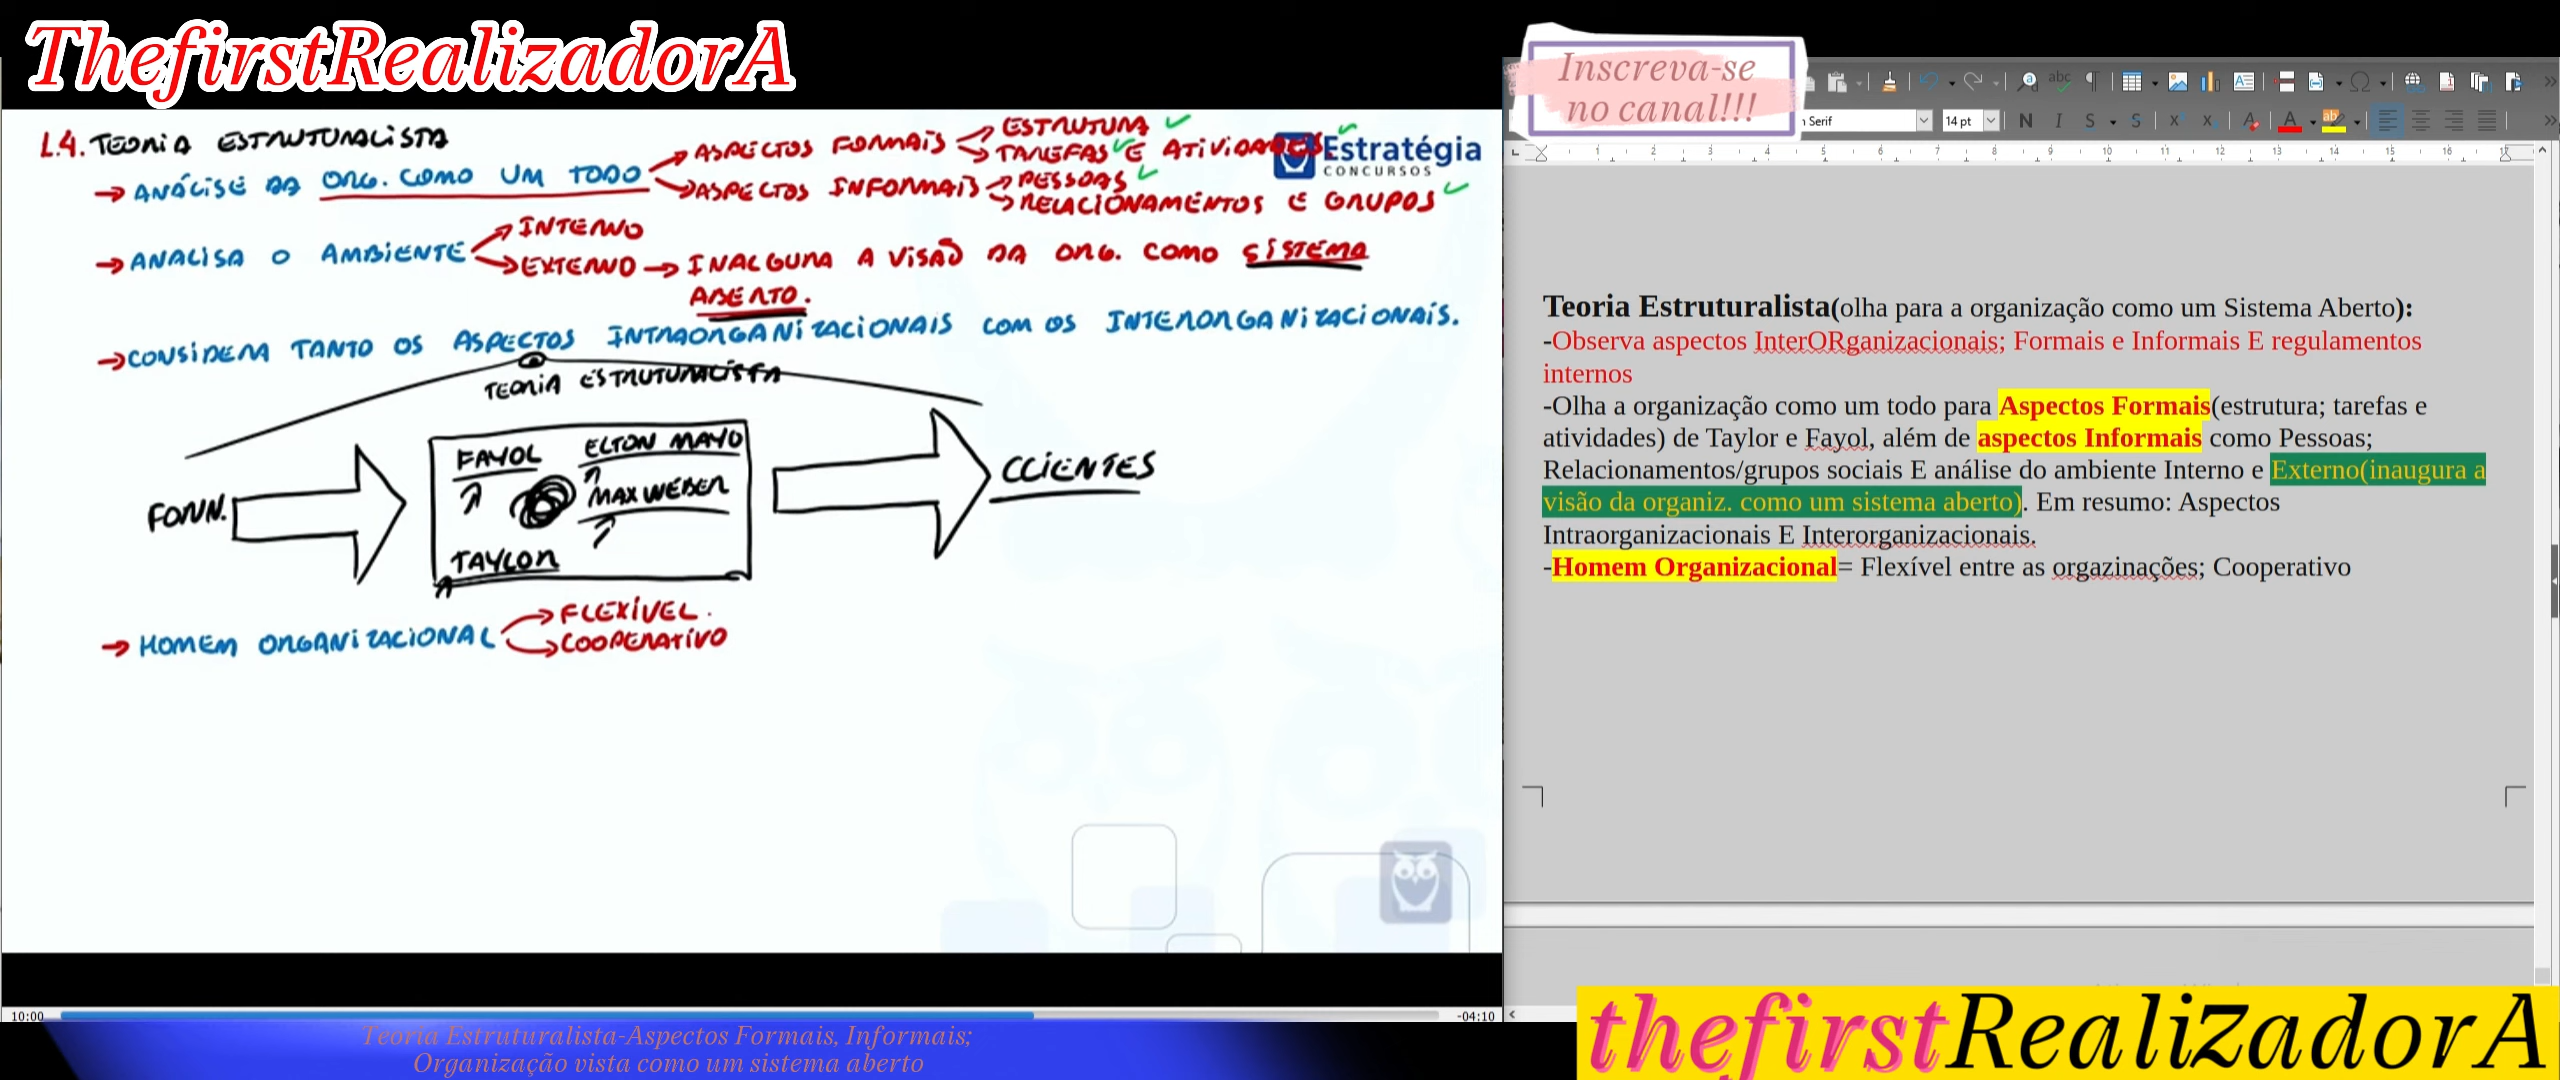 ThefirstRealizadorA
Inscreva-se
no canal!!!
Serif
14 pt
N I S S
1.4. TEORIA ESTRUTURALISTA
→ ANÁLISE DA ORG. COMO UM TODO
ASPECTOS FORMAIS → ESTRUTURA
TAREFAS E ATIVIDADES
ASPECTOS INFORMAIS → PESSOAS
RELACIONAMENTOS E GRUPOS
Estratégia
CONCURSOS
→ ANALISA O AMBIENTE
INTERNO
EXTERNO → INALGURA A VISÃO DA ORG. COMO SISTEMA
ABERTO.
→ CONSIDERA TANTO OS ASPECTOS INTRAORGANIZACIONAIS COM OS INTERORGANIZACIONAIS.
TEORIA ESTRUTURALISTA
FORN.
FAYOL
ELTON MAYO
MAX WEBER
TAYLOR
CLIENTES
→ HOMEM ORGANIZACIONAL
FLEXÍVEL.
COOPERATIVO
Teoria Estruturalista(olha para a organização como um Sistema Aberto):
-Observa aspectos InterORganizacionais; Formais e Informais E regulamentos
internos
-Olha a organização como um todo para Aspectos Formais(estrutura; tarefas e
atividades) de Taylor e Fayol, além de aspectos Informais como Pessoas;
Relacionamentos/grupos sociais E análise do ambiente Interno e Externo(inaugura a
visão da organiz. como um sistema aberto). Em resumo: Aspectos
Intraorganizacionais E Interorganizacionais.
-Homem Organizacional= Flexível entre as orgazinações; Cooperativo
10:00
-04:10
Teoria Estruturalista-Aspectos Formais, Informais;
Organização vista como um sistema aberto
thefirstRealizadorA